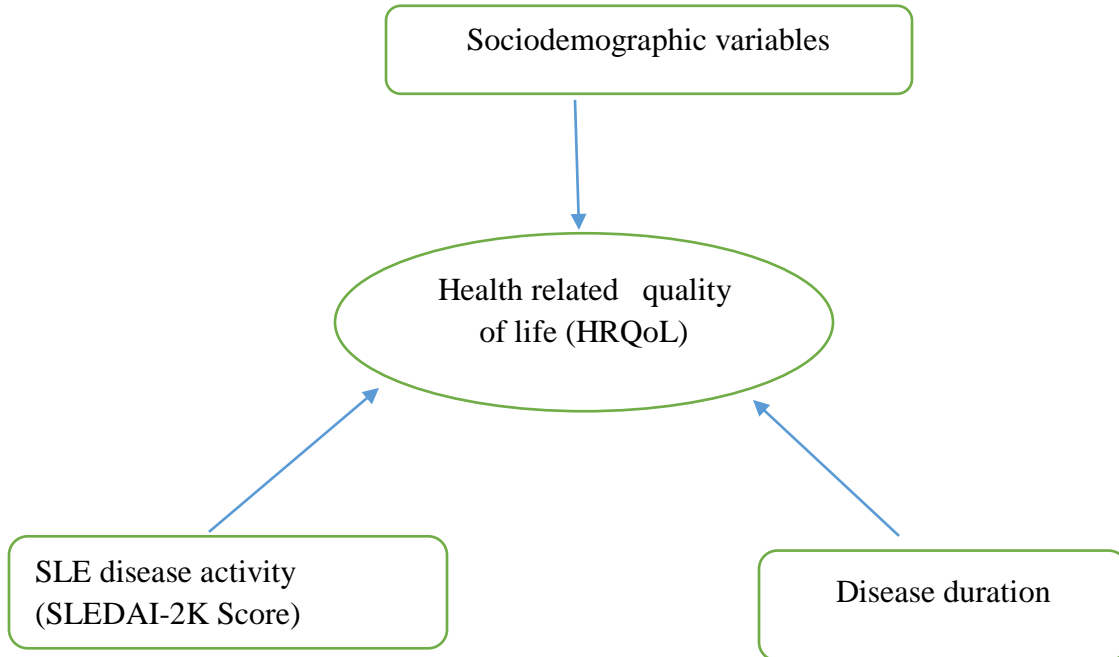 Sociodemographic variables
Health related quality
of life (HRQoL)
SLE disease activity
(SLEDAI-2K Score)
Disease duration